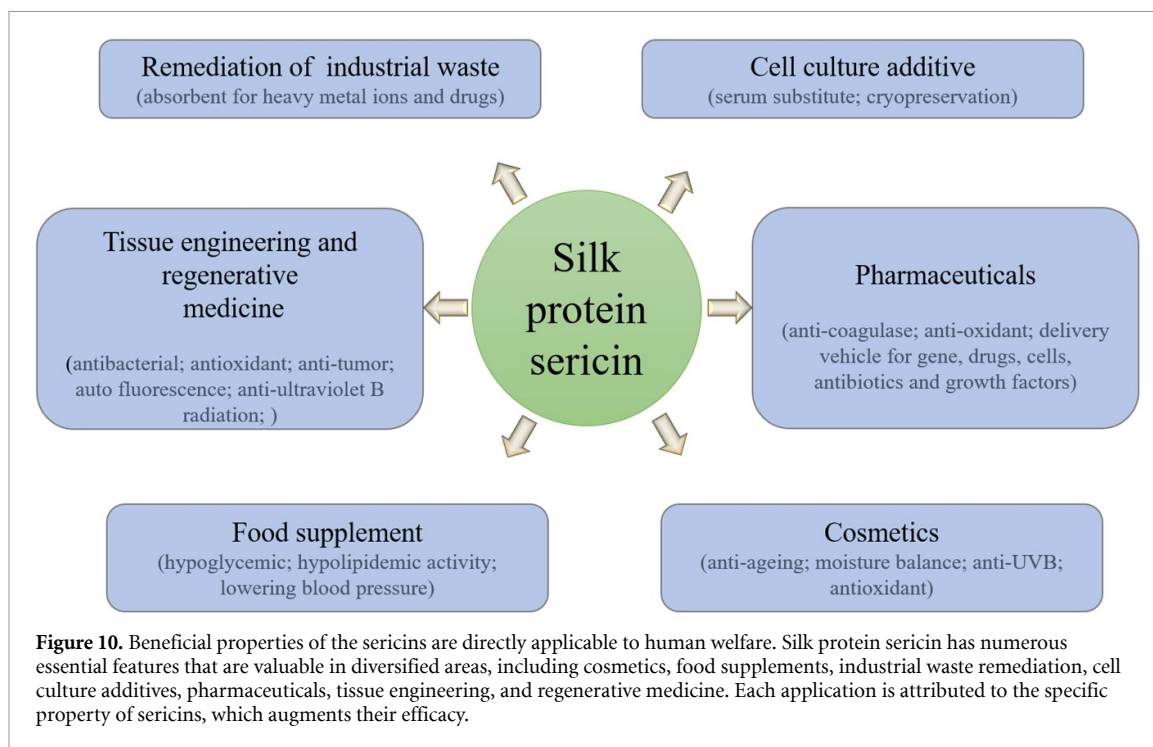 Remediation of industrial waste
(absorbent for heavy metal ions and drugs)
Cell culture additive
(serum substitute; cryopreservation)
Tissue engineering and
regenerative
medicine
(antibacterial; antioxidant; anti-tumor;
auto fluorescence; anti-ultraviolet B
radiation; )
Silk
protein
sericin
Pharmaceuticals
(anti-coagulase; anti-oxidant; delivery
vehicle for gene, drugs, cells,
antibiotics and growth factors)
Food supplement
(hypoglycemic; hypolipidemic activity;
lowering blood pressure)
Cosmetics
(anti-ageing; moisture balance; anti-UVB;
antioxidant)
Figure 10. Beneficial properties of the sericins are directly applicable to human welfare. Silk protein sericin has numerous
essential features that are valuable in diversified areas, including cosmetics, food supplements, industrial waste remediation, cell
culture additives, pharmaceuticals, tissue engineering, and regenerative medicine. Each application is attributed to the specific
property of sericins, which augments their efficacy.